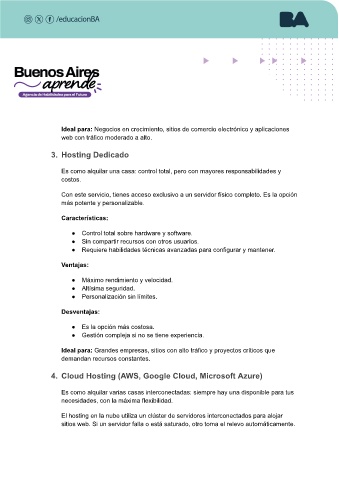 /educacionBA
BA
Buenos Aires
aprende
Agencia de Habilidades para el Futuro
Ideal para: Negocios en crecimiento, sitios de comercio electrónico y aplicaciones
web con tráfico moderado a alto.
3. Hosting Dedicado
Es como alquilar una casa: control total, pero con mayores responsabilidades y
costos.
Con este servicio, tienes acceso exclusivo a un servidor físico completo. Es la opción
más potente y personalizable.
Características:
● Control total sobre hardware y software.
● Sin compartir recursos con otros usuarios.
● Requiere habilidades técnicas avanzadas para configurar y mantener.
Ventajas:
● Máximo rendimiento y velocidad.
● Altísima seguridad.
● Personalización sin límites.
Desventajas:
● Es la opción más costosa.
● Gestión compleja si no se tiene experiencia.
Ideal para: Grandes empresas, sitios con alto tráfico y proyectos críticos que
demandan recursos constantes.
4. Cloud Hosting (AWS, Google Cloud, Microsoft Azure)
Es como alquilar varias casas interconectadas: siempre hay una disponible para tus
necesidades, con la máxima flexibilidad.
El hosting en la nube utiliza un clúster de servidores interconectados para alojar
sitios web. Si un servidor falla o está saturado, otro toma el relevo automáticamente.